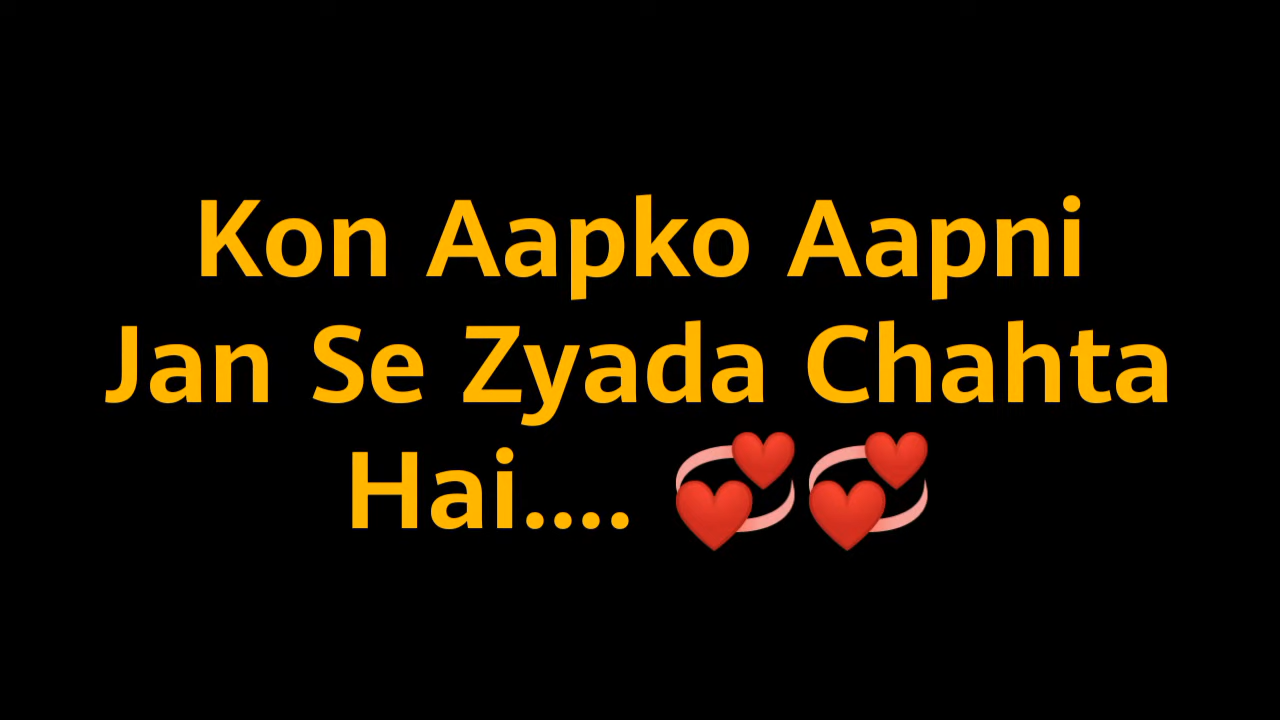 Kon Aapko Aapni
Jan Se Zyada Chahta
Hai.... 💞💞